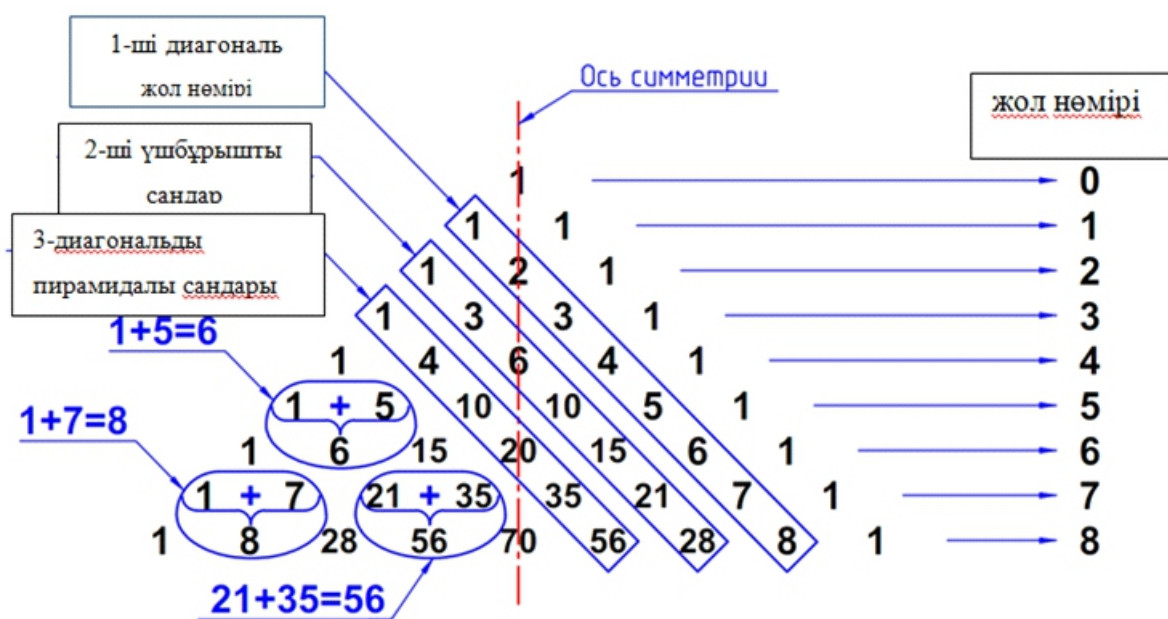 1-ші диагональ
жол нөмірі
Ось симметрии
жол нөмірі
2-ші үшбұрышты
сандар
3-диагональды
пирамидалы сандары
1 0
1 1 1
1 2 1 2
1 3 3 1 3
1+5=6
1 4 6 4 1 4
1 + 5 10 10 5 1 5
1+7=8
1 6 15 20 15 6 1 6
1 + 7 21 + 35 35 21 7 1 7
1 8 28 56 70 56 28 8 1 8
21+35=56